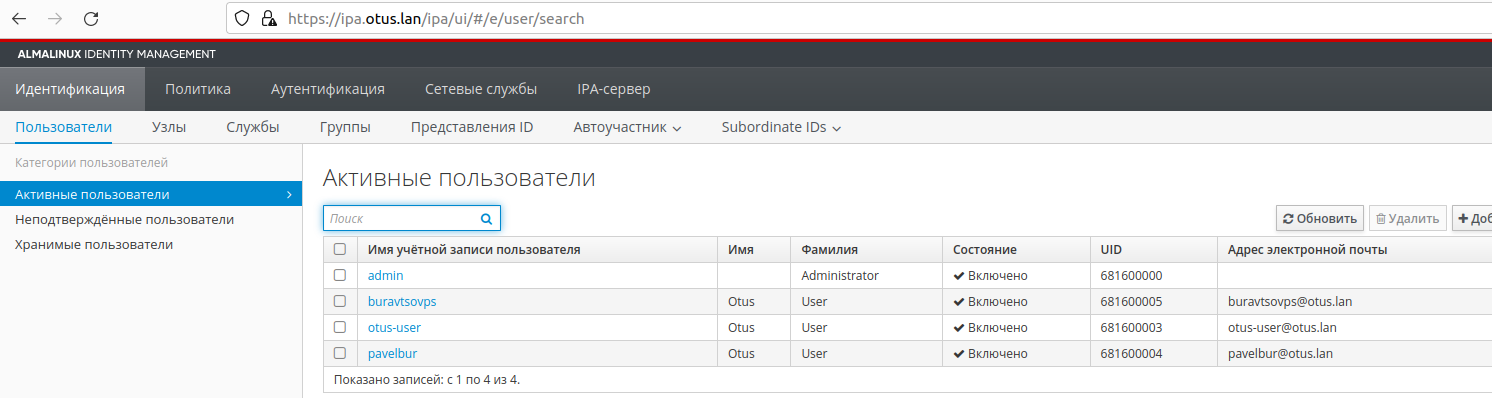 https://ipa.otus.lan/ipa/ui/#/e/user/search
ALMALINUX IDENTITY MANAGEMENT
Идентификация Политика Аутентификация Сетевые службы IPA-сервер
Пользователи Узлы Службы Группы Представления ID Автоучастник Subordinate IDs
Категории пользователей
Активные пользователи
Неподтверждённые пользователи
Хранимые пользователи
Активные пользователи
Поиск
Обновить Удалить + Доб
Имя учётной записи пользователя Имя Фамилия Состояние UID Адрес электронной почты
admin Administrator Включено 681600000
buravtsovps Otus User Включено 681600005 buravtsovps@otus.lan
otus-user Otus User Включено 681600003 otus-user@otus.lan
pavelbur Otus User Включено 681600004 pavelbur@otus.lan
Показано записей: с 1 по 4 из 4.